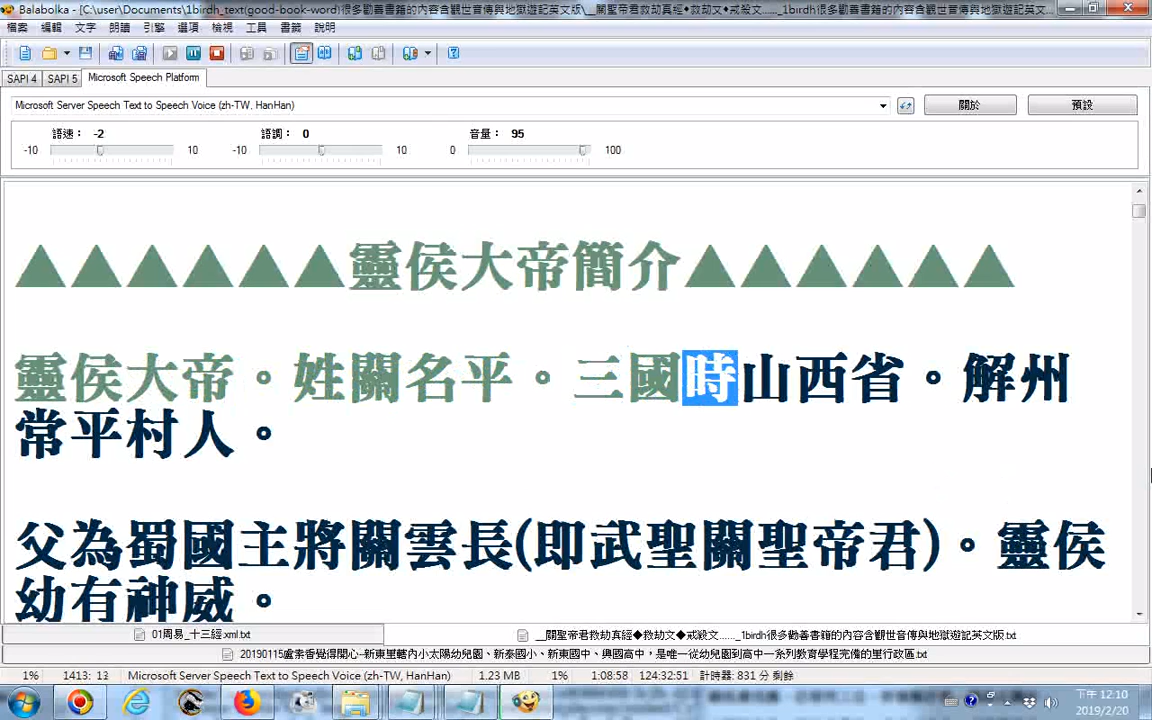 Balabolka - [C:\user\Documents\1birdh_text(good-book-word)很多勸善書籍的內容含觀世音傳與地獄遊記英文版\__關聖帝君救劫真經♦救劫文♦戒殺文......_1birdh很多勸善書籍的內容含觀世音傳與地獄遊記英文...
檔案 編輯 文字 朗讀 引擎 選項 檢視 工具 書籤 說明
SAPI 4 SAPI 5 Microsoft Speech Platform
Microsoft Server Speech Text to Speech Voice (zh-TW, HanHan) 關於 預設
語速： -2 語調： 0 音量： 95
-10 10 -10 10 0 100
▲▲▲▲▲▲靈侯大帝簡介▲▲▲▲▲▲
靈侯大帝。姓關名平。三國時山西省。解州
常平村人。
父為蜀國主將關雲長(即武聖關聖帝君)。靈侯
幼有神威。
01周易_十三經.xml.txt __關聖帝君救劫真經◆救劫文◆戒殺文......_1birdh很多勸善書籍的內容含觀世音傳與地獄遊記英文版.txt
20190115盧素香覺得開心-新東里轄內小太陽幼兒園、新泰國小、新東國中、興國高中，是唯一從幼兒園到高中一系列教育學程完備的里行政區.txt
1% 1413: 13 Microsoft Server Speech Text to Speech Voice (zh-TW, HanHan) 1.23 MB 1% 1:08:58 124:32:51 計時器: 831 分 剩餘
下午 12:10
2019/2/20